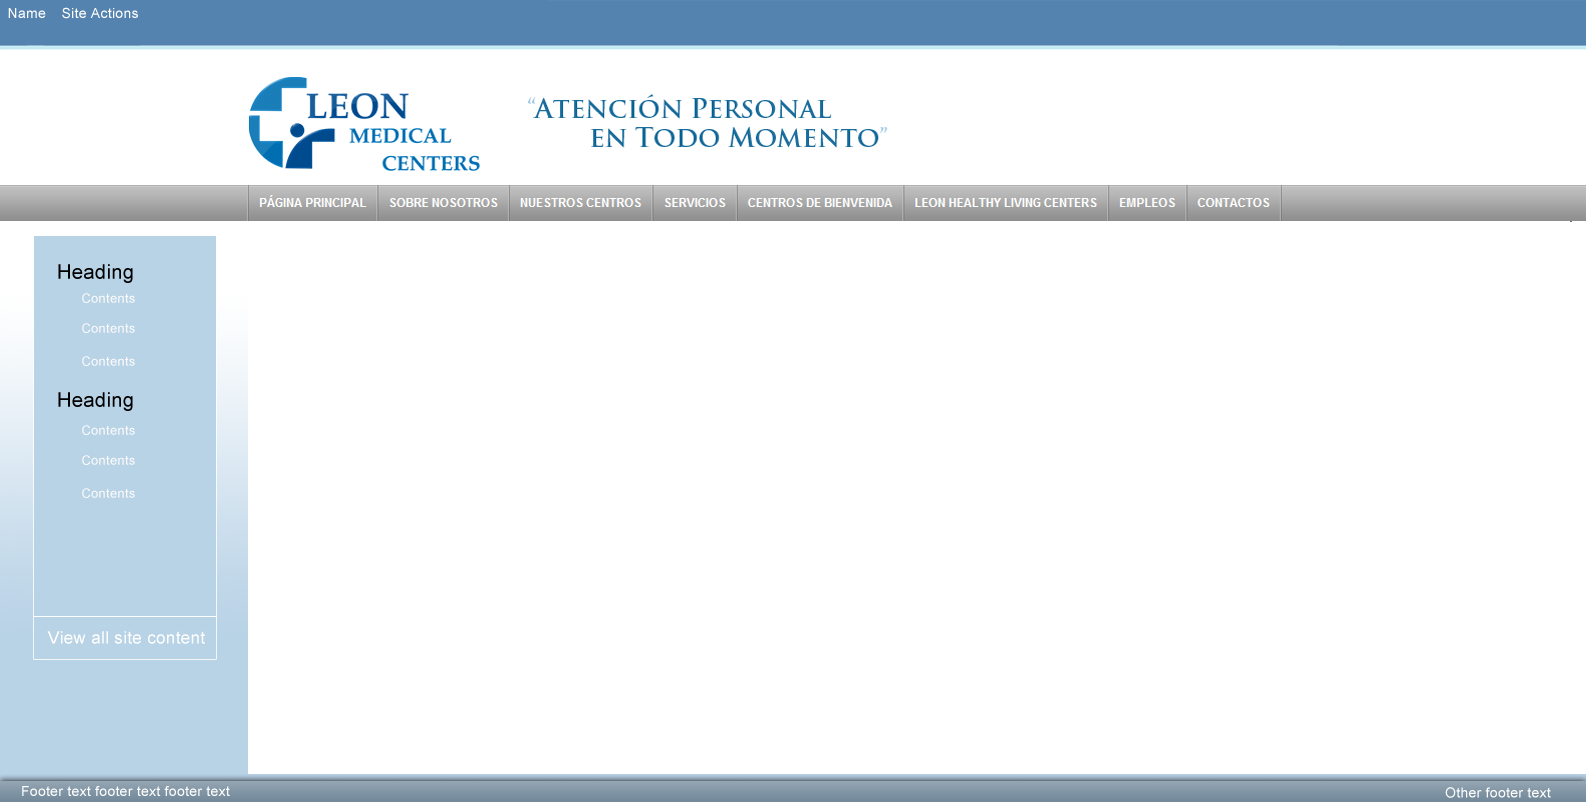 Name Site Actions
LEON
MEDICAL
CENTERS
“ATENCIÓN PERSONAL
EN TODO MOMENTO”
PÁGINA PRINCIPAL SOBRE NOSOTROS NUESTROS CENTROS SERVICIOS CENTROS DE BIENVENIDA LEON HEALTHY LIVING CENTERS EMPLEOS CONTACTOS
Heading
Contents
Contents
Contents
Heading
Contents
Contents
Contents
View all site content
Footer text footer text footer text
Other footer text